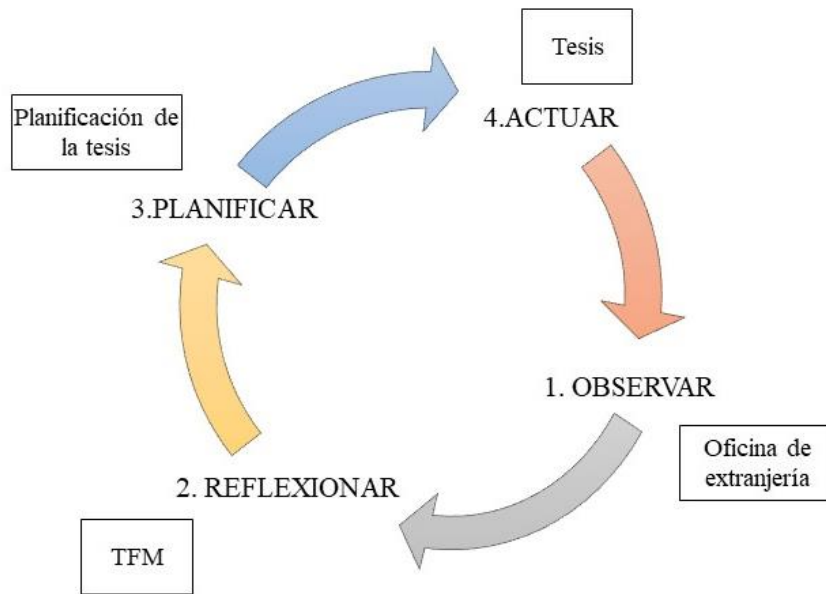 Tesis
4.ACTUAR
Planificación de
la tesis
3.PLANIFICAR
1. OBSERVAR
Oficina de
extranjería
2. REFLEXIONAR
TFM